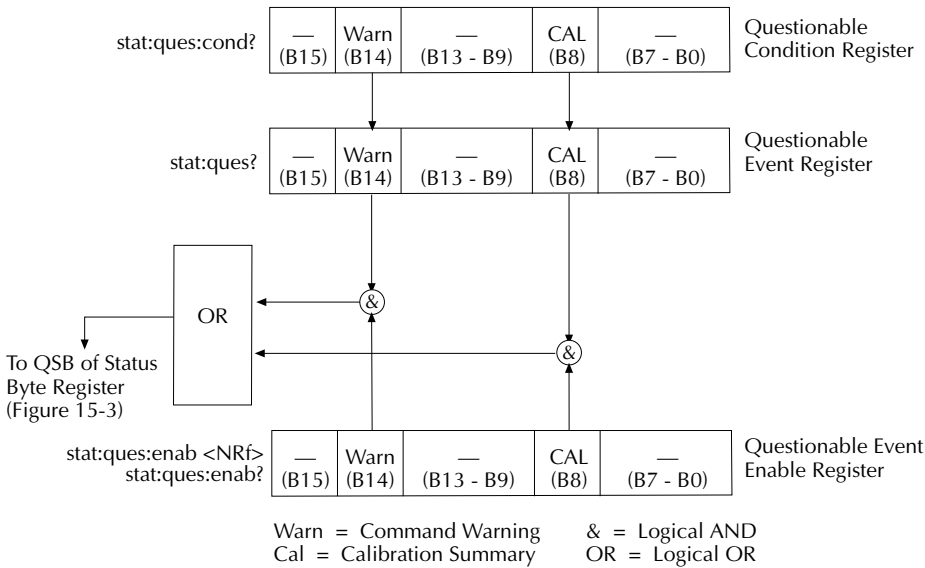 stat:ques:cond?
— Warn — CAL —
(B15) (B14) (B13 - B9) (B8) (B7 - B0)
Questionable
Condition Register
stat:ques?
— Warn — CAL —
(B15) (B14) (B13 - B9) (B8) (B7 - B0)
Questionable
Event Register
&
OR
&
To QSB of Status
Byte Register
(Figure 15-3)
stat:ques:enab <NRf>
stat:ques:enab?
— Warn — CAL —
(B15) (B14) (B13 - B9) (B8) (B7 - B0)
Questionable Event
Enable Register
Warn = Command Warning & = Logical AND
Cal = Calibration Summary OR = Logical OR